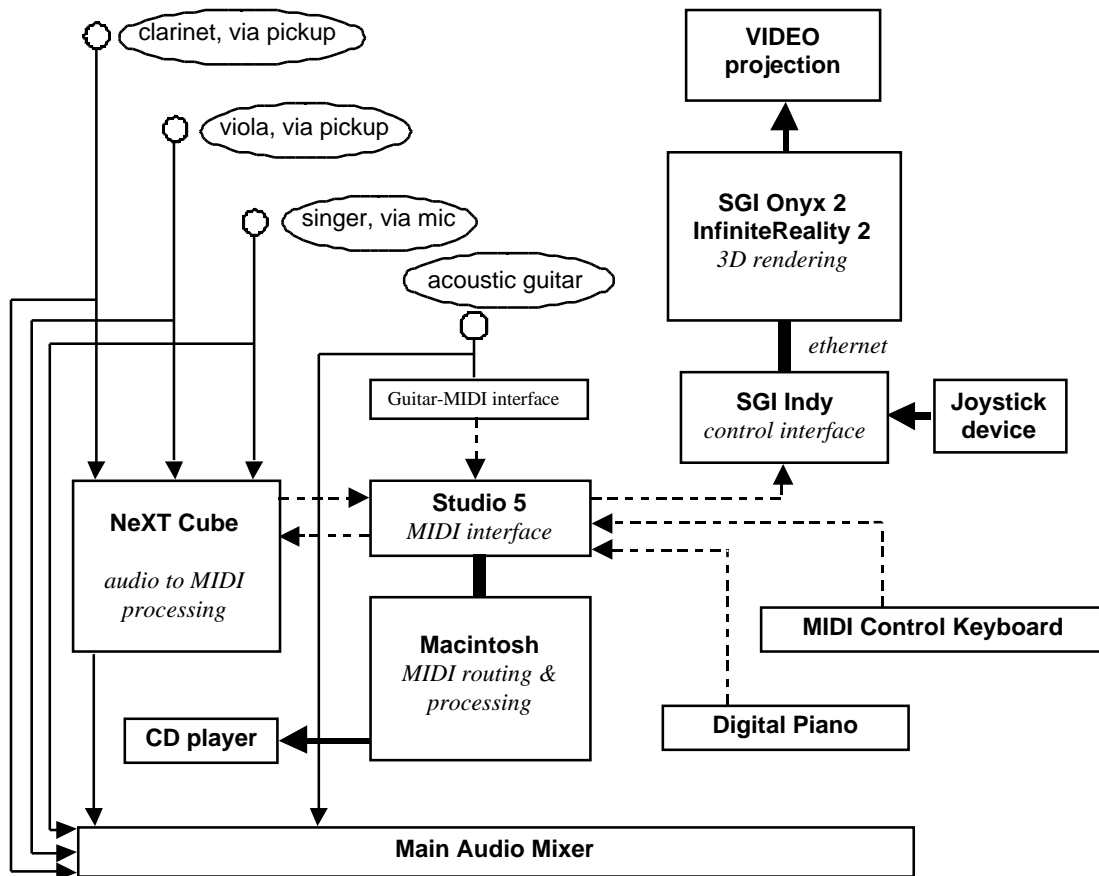 clarinet, via pickup
VIDEO
projection
viola, via pickup
SGI Onyx 2
InfiniteReality 2
3D rendering
singer, via mic
acoustic guitar
ethernet
Guitar-MIDI interface
SGI Indy
control interface
Joystick
device
NeXT Cube
audio to MIDI
processing
Studio 5
MIDI interface
MIDI Control Keyboard
Macintosh
MIDI routing &
processing
Digital Piano
CD player
Main Audio Mixer